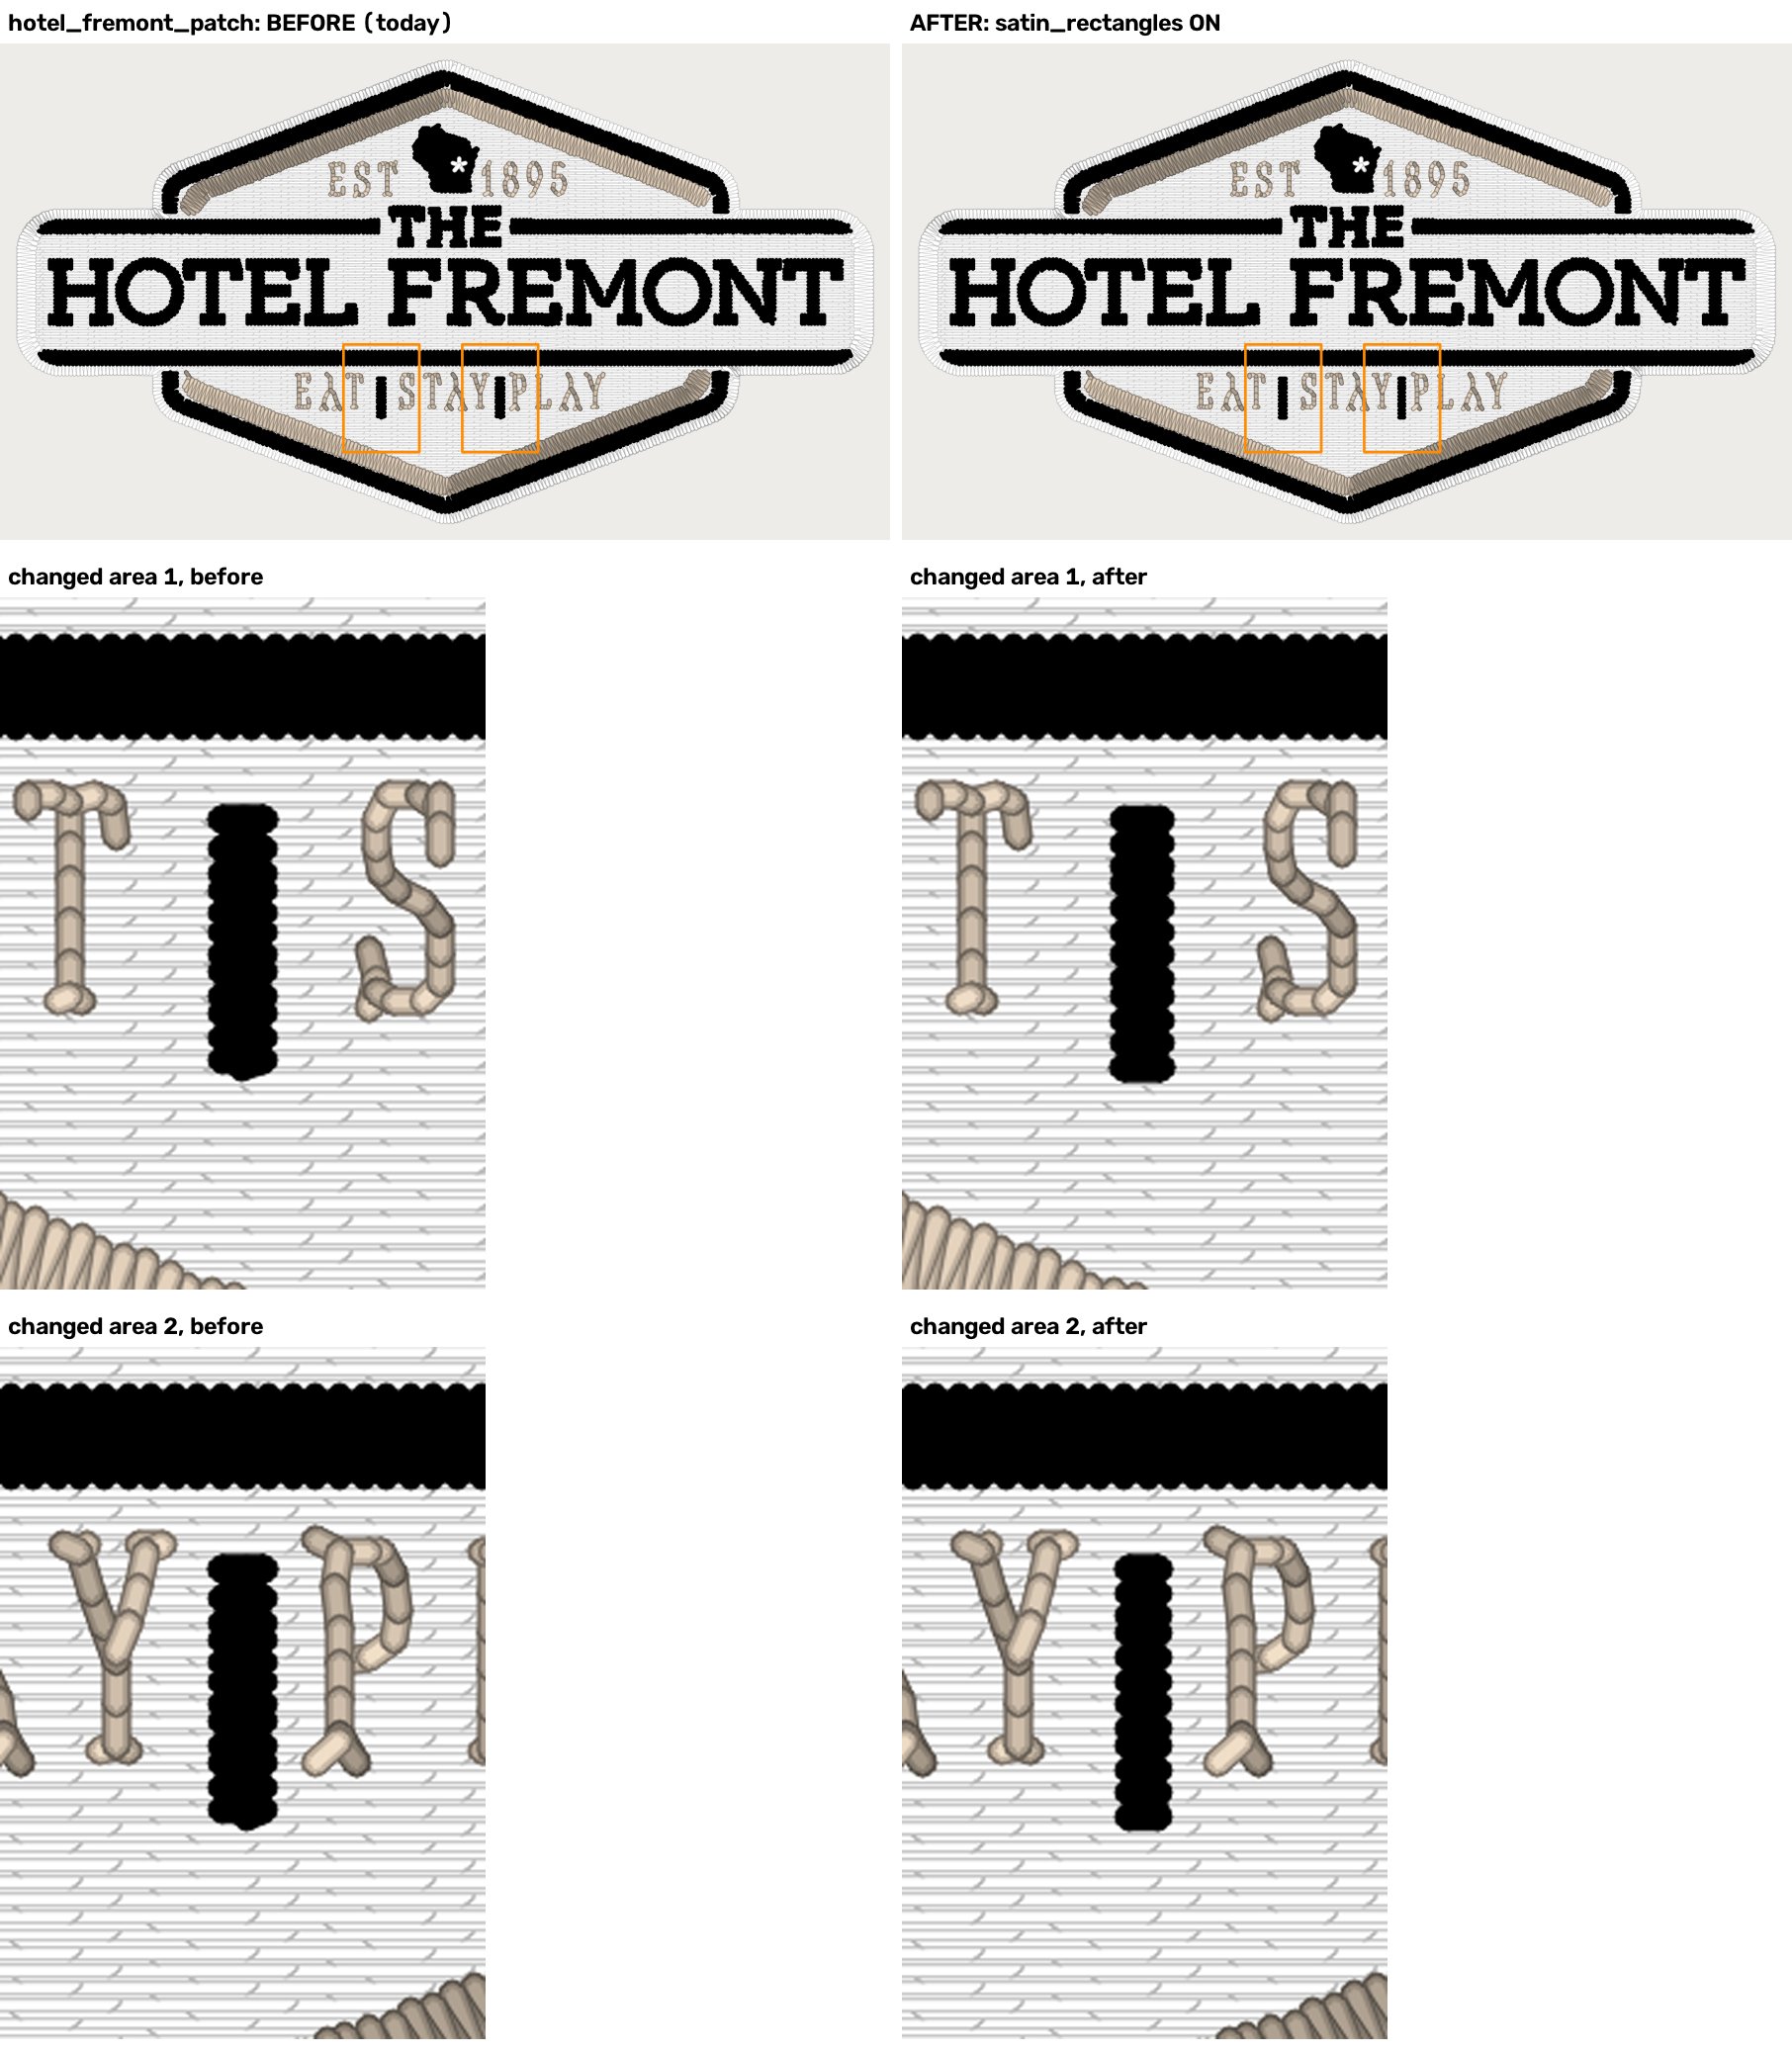 hotel_fremont_patch: BEFORE (today)
AFTER: satin_rectangles ON
EST 1895
THE
HOTEL FREMONT
EAT | STAY | PLAY
EST 1895
THE
HOTEL FREMONT
EAT | STAY | PLAY
changed area 1, before
changed area 1, after
T | S
T | S
changed area 2, before
changed area 2, after
Y | P
Y | P